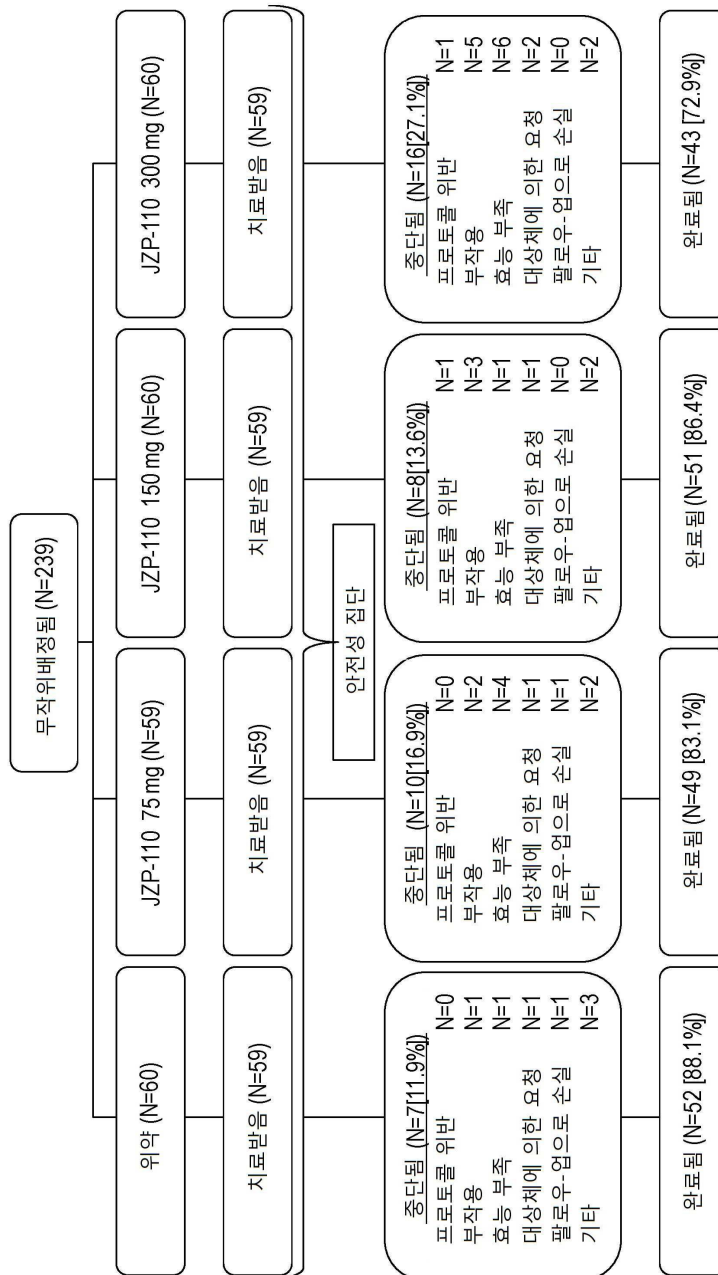 무작위배정됨 (N=239)
위약 (N=60)
JZP-110 75 mg (N=59)
JZP-110 150 mg (N=60)
JZP-110 300 mg (N=60)
치료받음 (N=59)
치료받음 (N=59)
치료받음 (N=59)
치료받음 (N=59)
안전성 집단
중단됨 (N=7[11.9%])
프로토콜 위반 N=0
부작용 N=1
효능 부족 N=1
대상체에 의한 요청 N=1
팔로우-업으로 손실 N=1
기타 N=3
중단됨 (N=10[16.9%])
프로토콜 위반 N=0
부작용 N=2
효능 부족 N=4
대상체에 의한 요청 N=1
팔로우-업으로 손실 N=1
기타 N=2
중단됨 (N=8[13.6%])
프로토콜 위반 N=1
부작용 N=3
효능 부족 N=1
대상체에 의한 요청 N=1
팔로우-업으로 손실 N=0
기타 N=2
중단됨 (N=16[27.1%])
프로토콜 위반 N=1
부작용 N=5
효능 부족 N=6
대상체에 의한 요청 N=2
팔로우-업으로 손실 N=0
기타 N=2
완료됨 (N=52 [88.1%])
완료됨 (N=49 [83.1%])
완료됨 (N=51 [86.4%])
완료됨 (N=43 [72.9%])